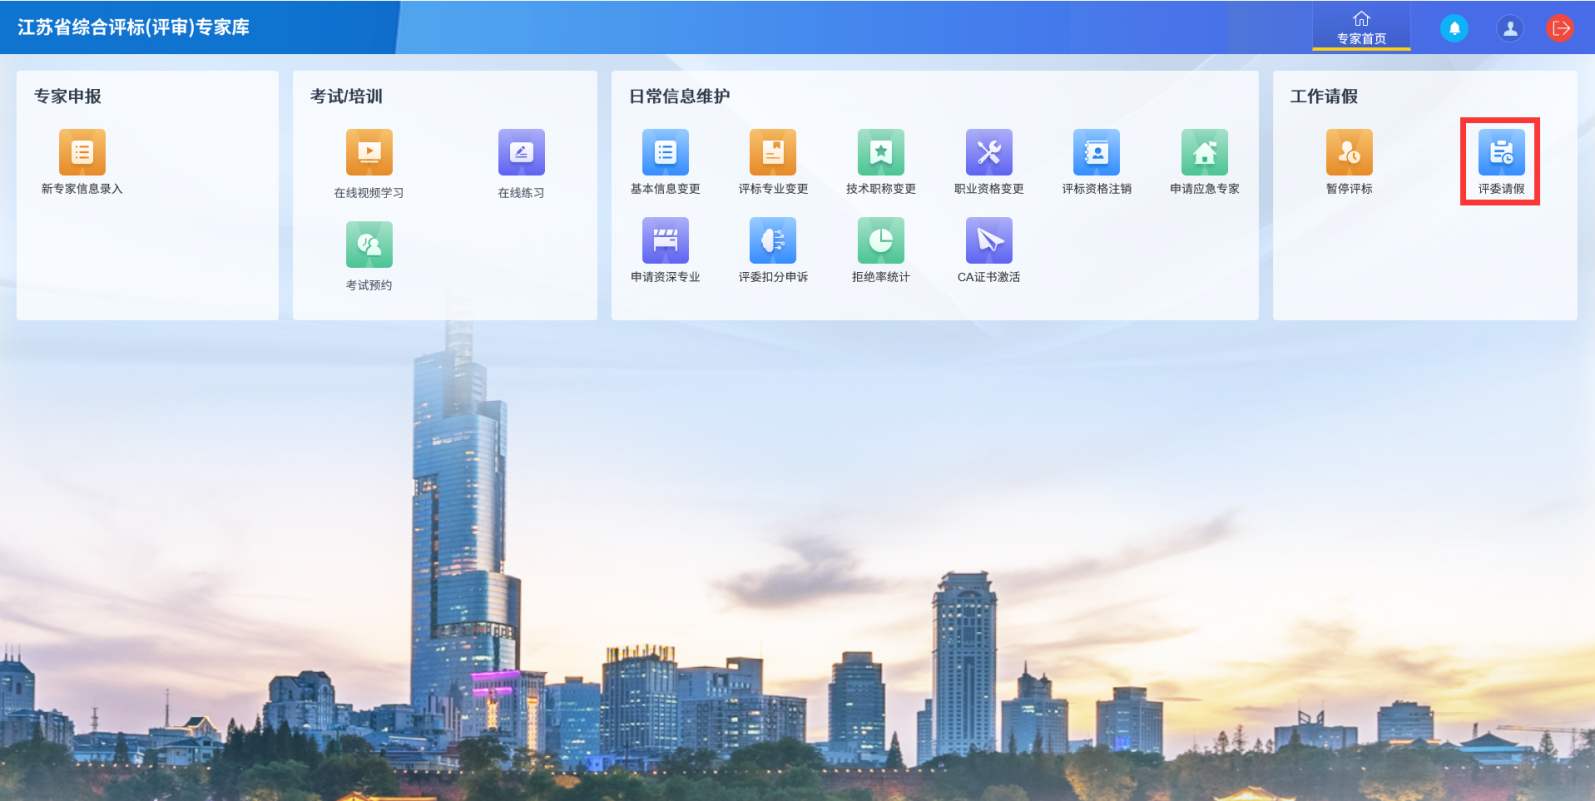 江苏省综合评标(评审)专家库
专家首页
专家申报
新专家信息录入
考试/培训
在线视频学习
在线练习
考试预约
日常信息维护
基本信息变更
评标专业变更
技术职称变更
职业资格变更
评标资格注销
申请应急专家
申请资深专业
评委扣分申诉
拒绝率统计
CA证书激活
工作请假
暂停评标
评委请假